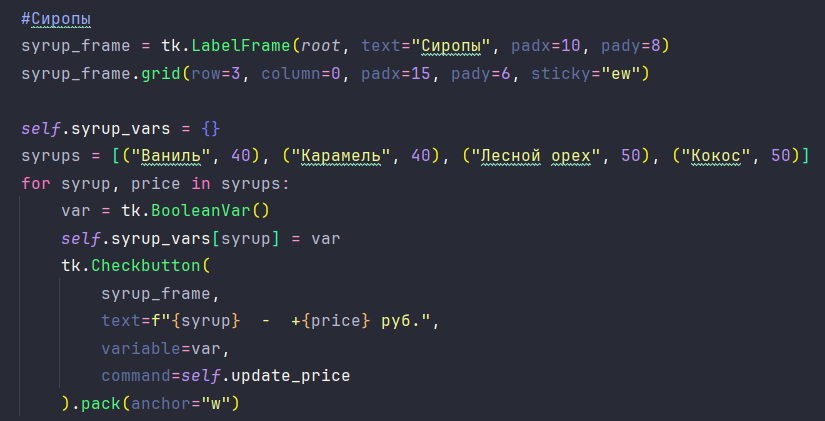 #Сиропы
syrup_frame = tk.LabelFrame(root, text="Сиропы", padx=10, pady=8)
syrup_frame.grid(row=3, column=0, padx=15, pady=6, sticky="ew")

self.syrup_vars = {}
syrups = [("Ваниль", 40), ("Карамель", 40), ("Лесной орех", 50), ("Кокос", 50)]
for syrup, price in syrups:
    var = tk.BooleanVar()
    self.syrup_vars[syrup] = var
    tk.Checkbutton(
        syrup_frame,
        text=f"{syrup}  -  +{price} руб.",
        variable=var,
        command=self.update_price
    ).pack(anchor="w")